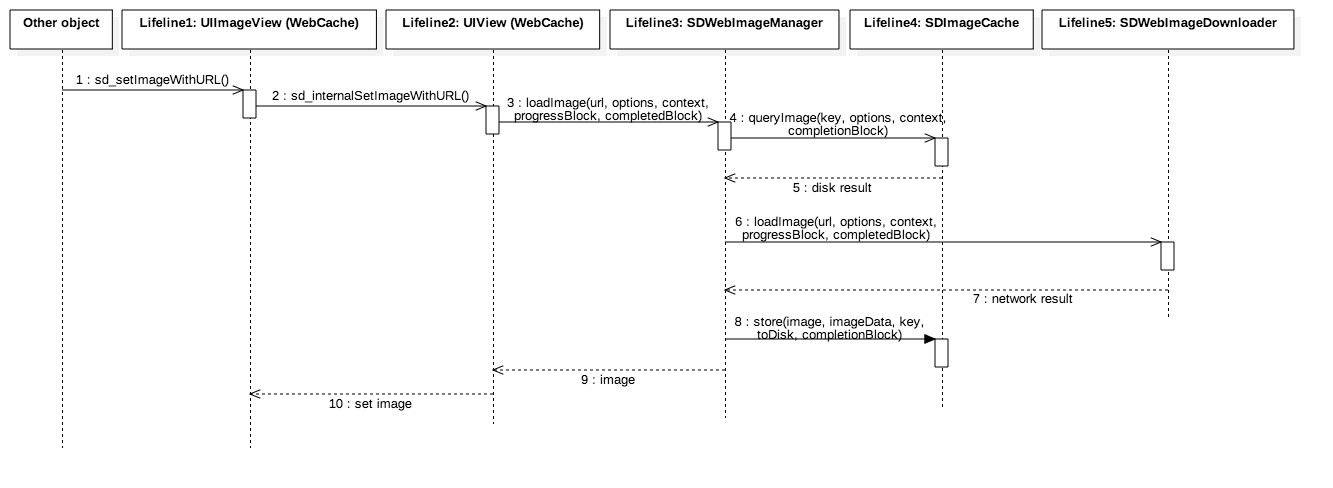 Other object
Lifeline1: UIImageView (WebCache)
Lifeline2: UIView (WebCache)
Lifeline3: SDWebImageManager
Lifeline4: SDImageCache
Lifeline5: SDWebImageDownloader
1 : sd_setImageWithURL()
2 : sd_internalSetImageWithURL()
3 : loadImage(url, options, context,
progressBlock, completedBlock)
4 : queryImage(key, options, context,
completionBlock)
5 : disk result
6 : loadImage(url, options, context,
progressBlock, completedBlock)
7 : network result
8 : store(image, imageData, key,
toDisk, completionBlock)
9 : image
10 : set image